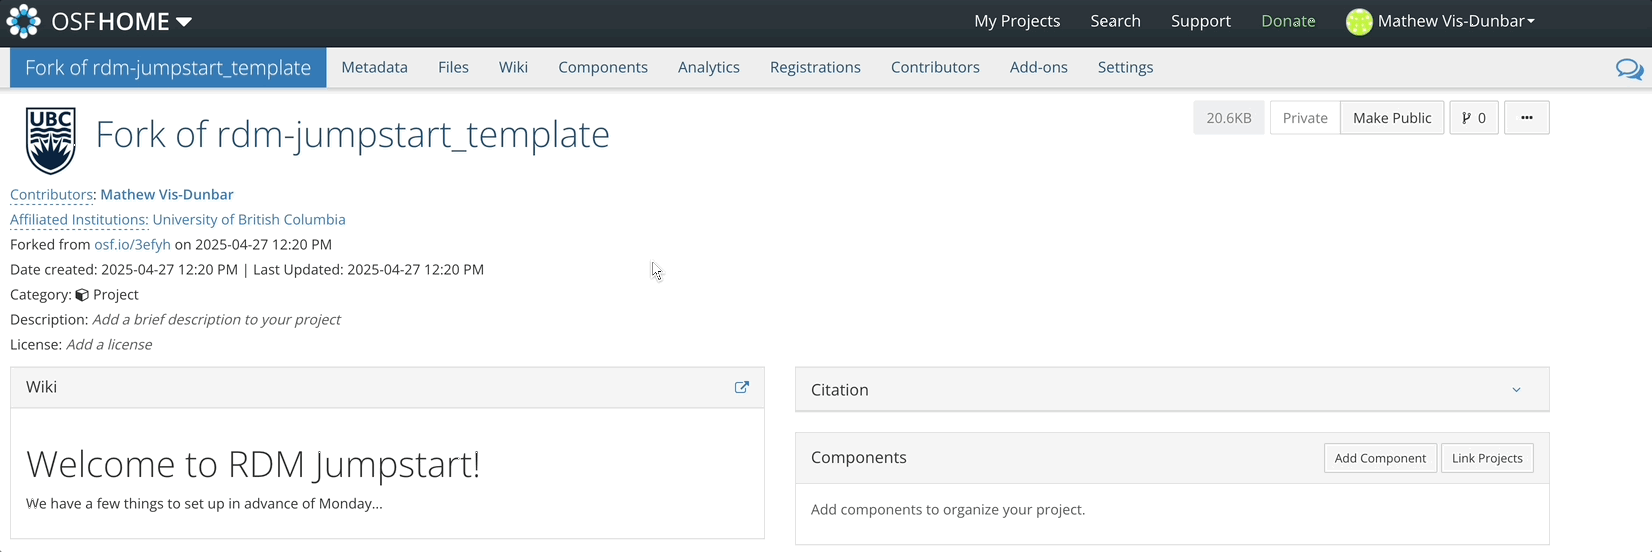 OSFHOME
My Projects Search Support Donate Mathew Vis-Dunbar
Fork of rdm-jumpstart_template Metadata Files Wiki Components Analytics Registrations Contributors Add-ons Settings
UBC
Fork of rdm-jumpstart_template
20.6KB Private Make Public 0 ...
Contributors: Mathew Vis-Dunbar
Affiliated Institutions: University of British Columbia
Forked from osf.io/3efyh on 2025-04-27 12:20 PM
Date created: 2025-04-27 12:20 PM | Last Updated: 2025-04-27 12:20 PM
Category: Project
Description: Add a brief description to your project
License: Add a license
Wiki
Welcome to RDM Jumpstart!
We have a few things to set up in advance of Monday...
Citation
Components Add Component Link Projects
Add components to organize your project.